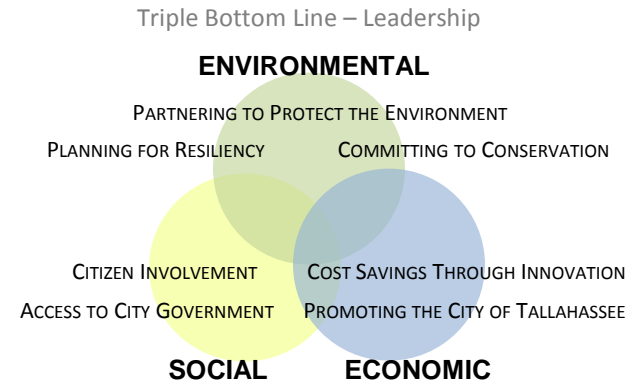 Triple Bottom Line – Leadership
ENVIRONMENTAL
PARTNERING TO PROTECT THE ENVIRONMENT
PLANNING FOR RESILIENCY
COMMITTING TO CONSERVATION
CITIZEN INVOLVEMENT
COST SAVINGS THROUGH INNOVATION
ACCESS TO CITY GOVERNMENT
PROMOTING THE CITY OF TALLAHASSEE
SOCIAL
ECONOMIC